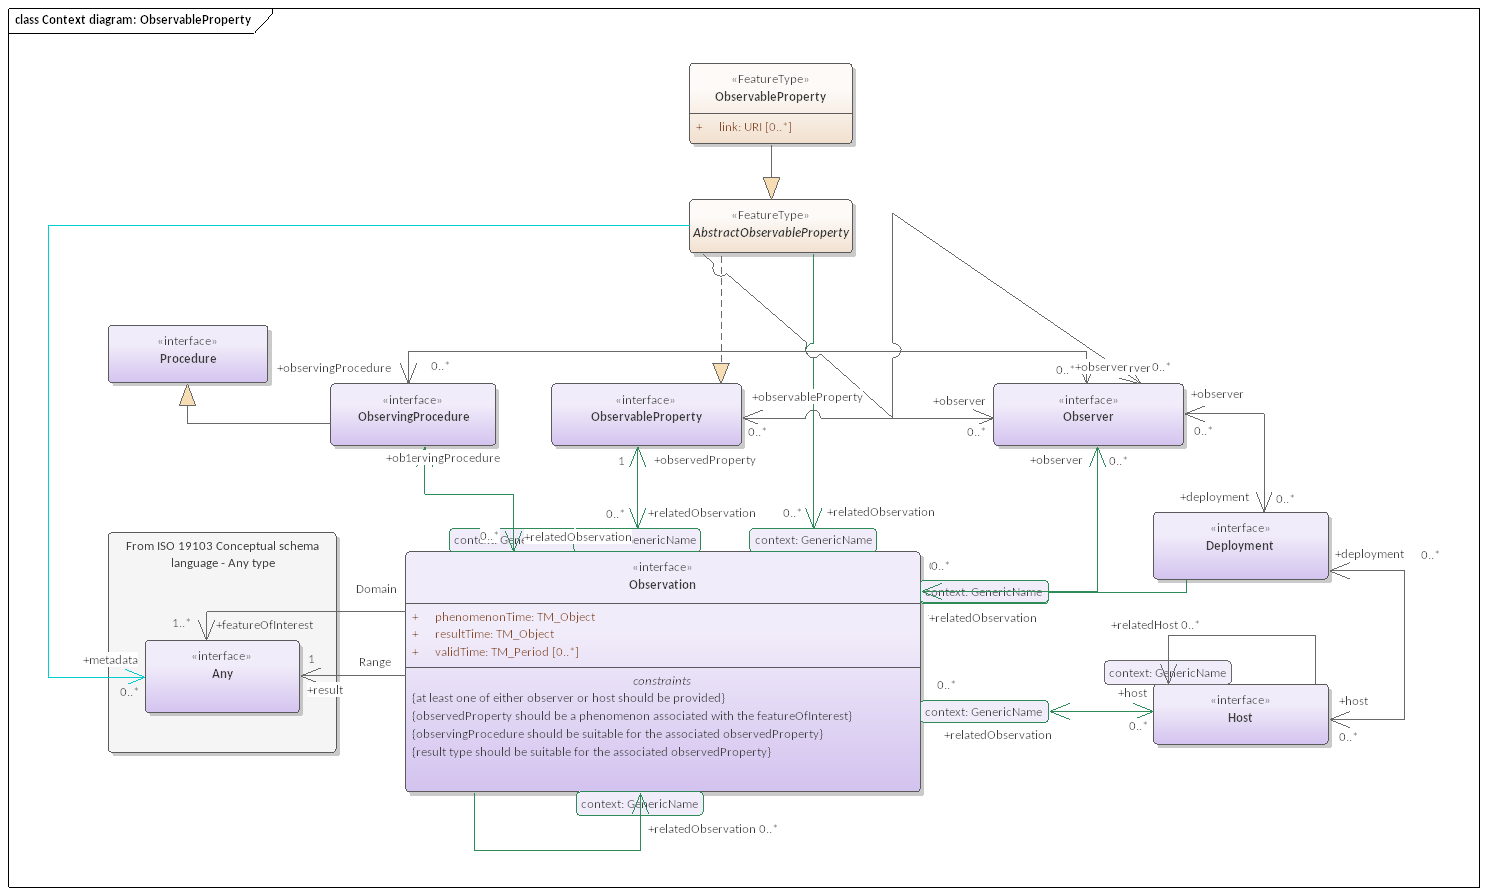 class Context diagram: ObservableProperty
«FeatureType»
ObservableProperty
+ link: URI [0..*]
«FeatureType»
AbstractObservableProperty
«interface»
Procedure
+observingProcedure
0..*
0..*
+observer
0..*
«interface»
ObservingProcedure
«interface»
ObservableProperty
+observableProperty
0..*
+observer
0..*
«interface»
Observer
+observer
0..*
1
+observedProperty
+observer
0..*
+deployment
0..*
0..*
+relatedObservation
0..*
+relatedObservation
0..*
+relatedObservation
context: GenericName
«interface»
Deployment
+deployment
0..*
From ISO 19103 Conceptual schema
language - Any type
«interface»
Observation
+ phenomenonTime: TM_Object
+ resultTime: TM_Object
+ validTime: TM_Period [0..*]
constraints
{at least one of either observer or host should be provided}
{observedProperty should be a phenomenon associated with the featureOfInterest}
{observingProcedure should be suitable for the associated observedProperty}
{result type should be suitable for the associated observedProperty}
Domain
1..*
+featureOfInterest
«interface»
Any
+metadata
0..*
Range
1
+result
0..*
context: GenericName
+relatedObservation
+relatedHost 0..*
context: GenericName
0..*
context: GenericName
+relatedObservation
+host
0..*
«interface»
Host
+host
0..*
context: GenericName
+relatedObservation 0..*